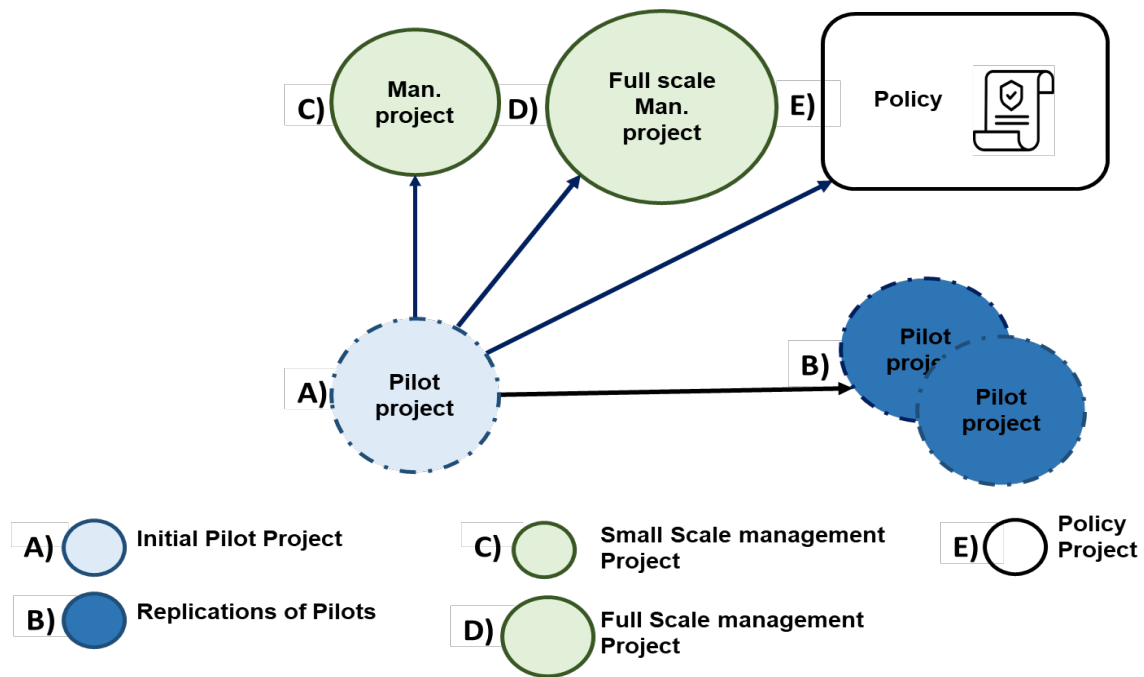 C)
Man.
project
D)
Full scale
Man.
project
E)
Policy
A)
Pilot
project
B)
Pilot
project
Pilot
project
A)
Initial Pilot Project
B)
Replications of Pilots
C)
Small Scale management
Project
D)
Full Scale management
Project
E)
Policy
Project